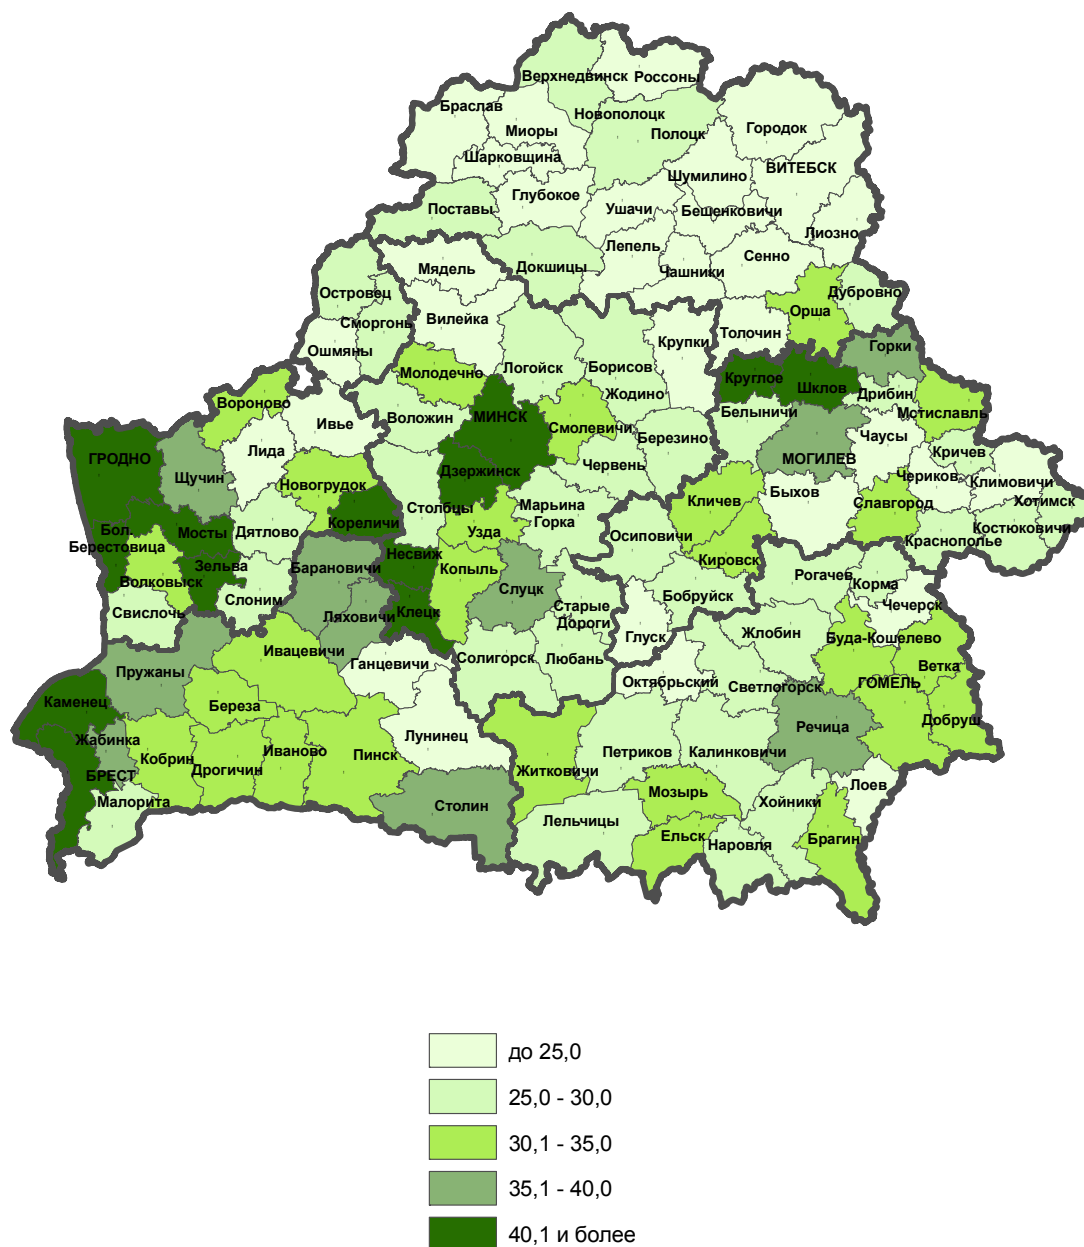 Верхнедвинск
Россоны
Браслав
Новополоцк
Миоры
Полоцк
Городок
Шарковщина
ВИТЕБСК
Шумилино
Глубокое
Поставы
Ушачи
Бешенковичи
Лиозно
Лепель
Сенно
Докшицы
Мядель
Чашники
Островец
Дубровно
Орша
Сморгонь
Вилейка
Толочин
Крупки
Ошмяны
Горки
Логойск
Борисов
Молодечно
Круглое
Шклов
Жодино
Дрибин
Вороново
Белыничи
Мстиславль
Ивье
Воложин
МИНСК
Смолевичи
Березино
Чаусы
Лида
Кричев
ГРОДНО
МОГИЛЕВ
Щучин
Дзержинск
Червень
Чериков
Климовичи
Новогрудок
Быхов
Хотимск
Кличев
Славгород
Столбцы
Марьина
Горка
Кореличи
Костюковичи
Бол.
Берестовица
Мосты
Дятлово
Узда
Осиповичи
Краснополье
Несвиж
Кировск
Зельва
Барановичи
Копыль
Волковыск
Рогачев
Слуцк
Корма
Слоним
Бобруйск
Свислочь
Старые
Дороги
Чечерск
Ляховичи
Клецк
Глуск
Жлобин
Буда-Кошелево
Ивацевичи
Ганцевичи
Солигорск
Любань
Пружаны
Октябрьский
Ветка
Светлогорск
ГОМЕЛЬ
Каменец
Береза
Добруш
Речица
Лунинец
Жабинка
Иваново
Кобрин
Пинск
Петриков
Калинковичи
Дрогичин
Житковичи
БРЕСТ
Лоев
Мозырь
Малорита
Столин
Хойники
Лельчицы
Ельск
Брагин
Наровля
до 25,0
25,0 - 30,0
30,1 - 35,0
35,1 - 40,0
40,1 и более